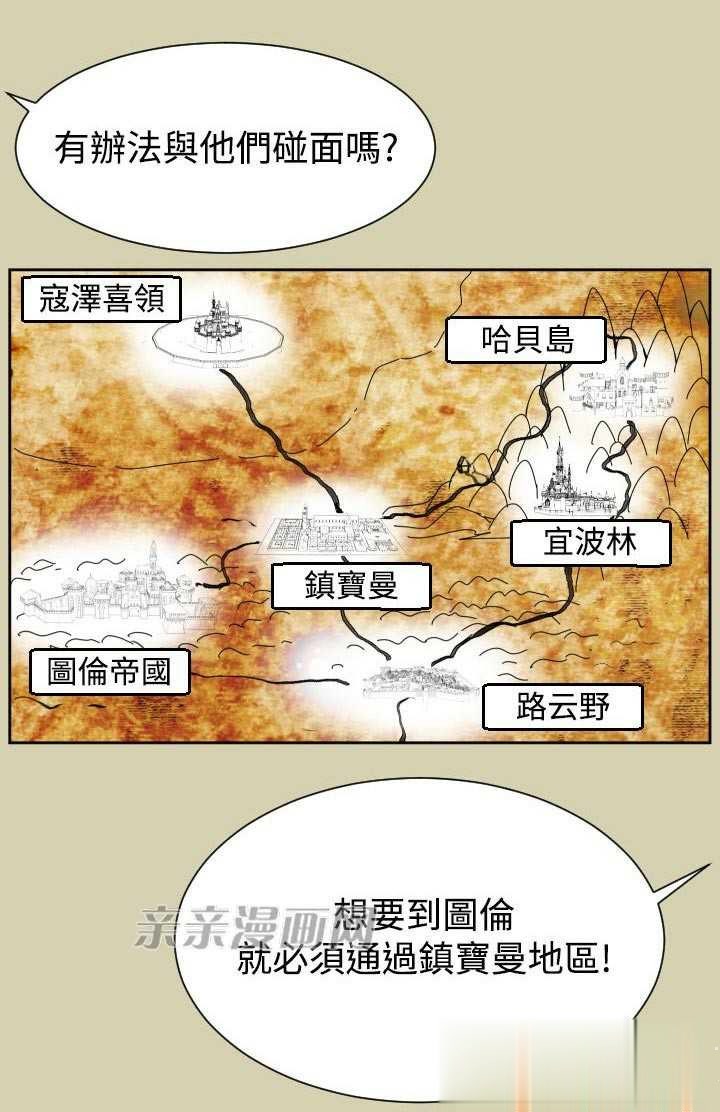 有辦法與他們碰面嗎?
寇澤喜領
哈貝島
宜波林
鎮寶曼
圖倫帝國
路云野
亲亲漫画网
想要到圖倫
就必須通過鎮寶曼地區!